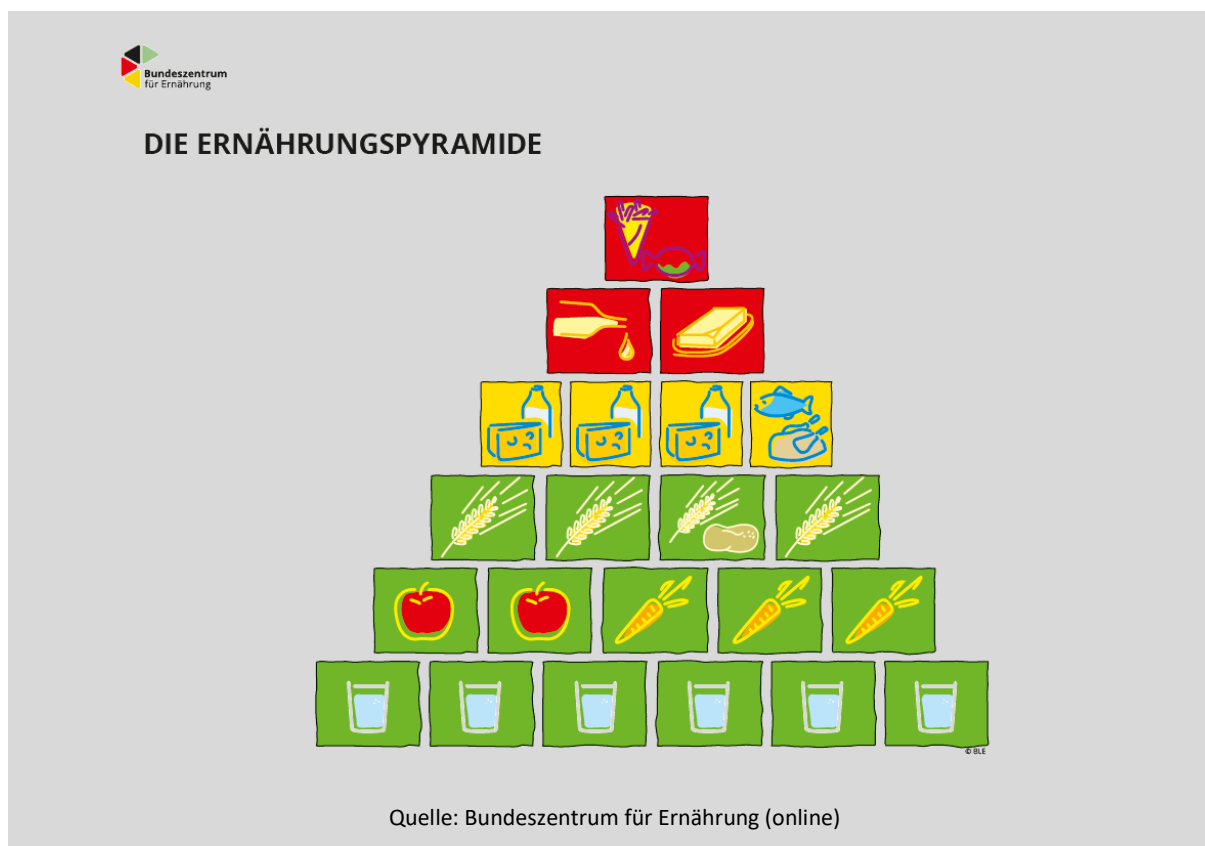 Bundeszentrum
für Ernährung
DIE ERNÄHRUNGSPYRAMIDE
© BLE
Quelle: Bundeszentrum für Ernährung (online)